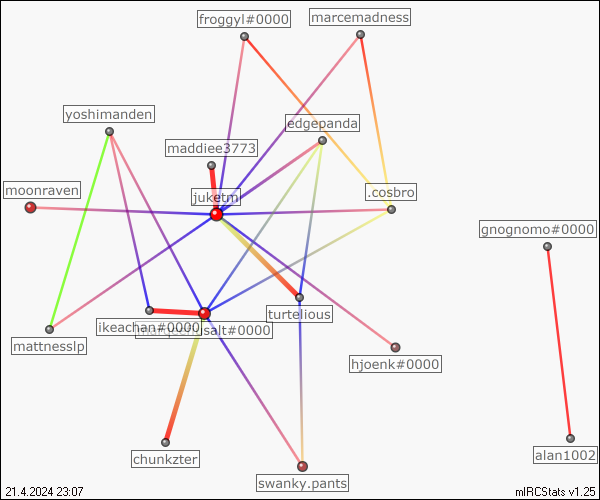 froggyl#0000
marcemadness
yoshimanden
edgepanda
maddiee3773
moonraven
juketm
.cosbro
gnognomo#0000
turtelious
ikeachan#0000
salt#0000
mattnesslp
hjoenk#0000
chunkzter
alan1002
swanky.pants
21.4.2024 23:07
mIRCStats v1.25